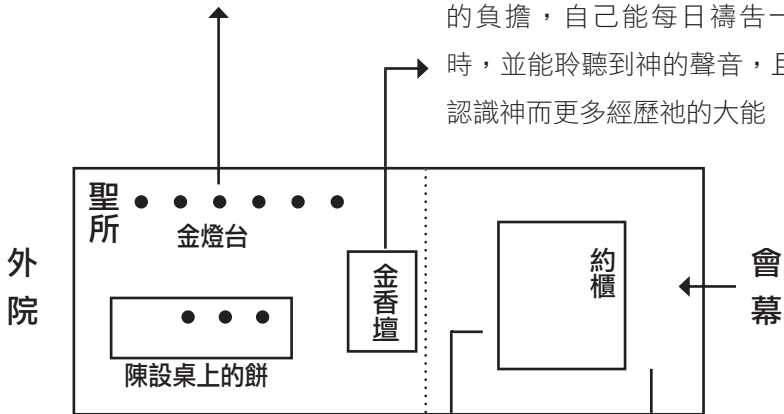 的負擔，自己能每日禱告一
時，並能聆聽到神的聲音，且
認識神而更多經歷祂的大能
聖所
金燈台
外院
金香壇
約櫃
會幕
陳設桌上的餅